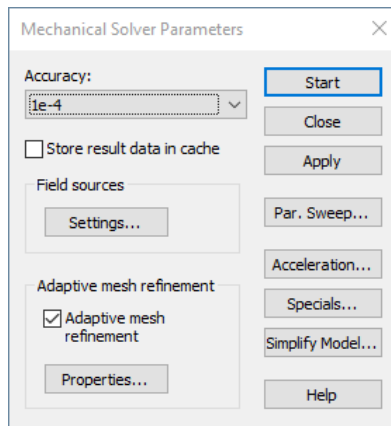 Mechanical Solver Parameters
Accuracy:
1e-4
Store result data in cache
Field sources
Settings...
Adaptive mesh refinement
Adaptive mesh
refinement
Properties...
Start
Close
Apply
Par. Sweep...
Acceleration...
Specials...
Simplify Model...
Help